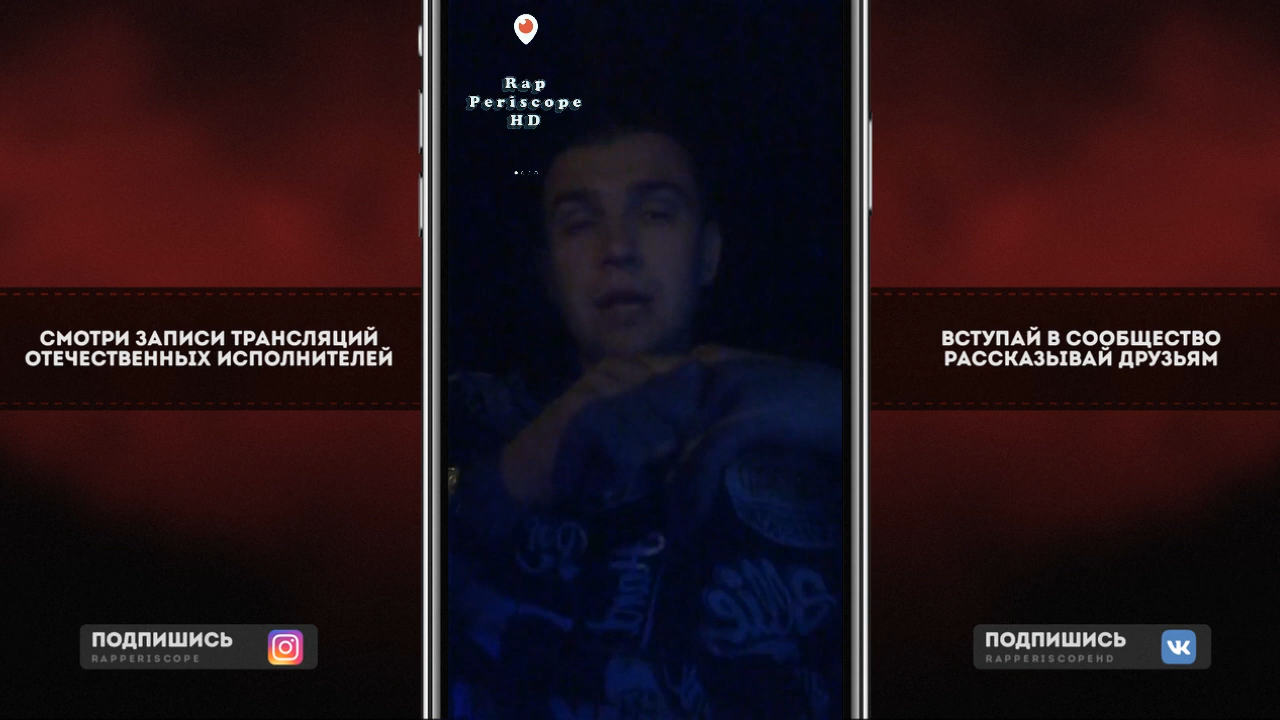 Rap
Periscope
HD
СМОТРИ ЗАПИСИ ТРАНСЛЯЦИЙ
ОТЕЧЕСТВЕННЫХ ИСПОЛНИТЕЛЕЙ
ВСТУПАЙ В СООБЩЕСТВО
РАССКАЗЫВАЙ ДРУЗЬЯМ
ПОДПИШИСЬ
RAPPERISCOPE
ПОДПИШИСЬ
RAPPERISCOPEHD